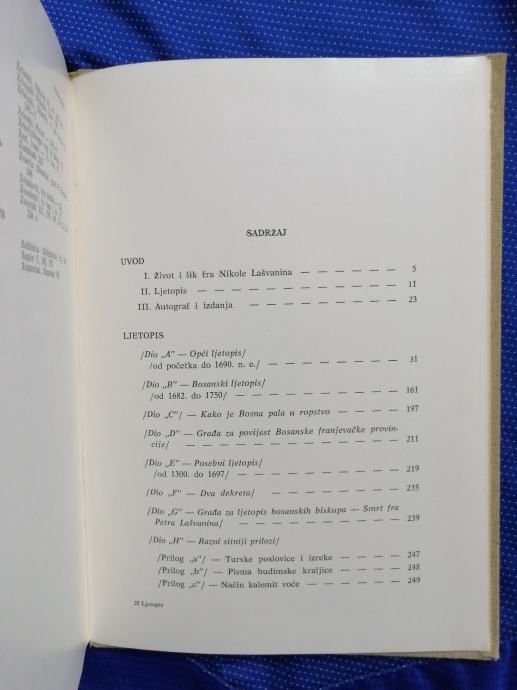 SADRŽAJ
UVOD
I. Život i lik fra Nikole Lašvanina — — — — — — 5
II. Ljetopis — — — — — — — — — — — 11
III. Autograf i izdanja — — — — — — — — — 23
LJETOPIS
/Dio „A" — Opći ljetopis/
/od početka do 1690. n. e./ — — — — — — — 31
/Dio „B" — Bosanski ljetopis/
/od 1682. do 1750/ — — — — — — — — — 161
/Dio „C"/ — Kako je Bosna pala u ropstvo — — — — 197
/Dio „D" — Građa za povijest Bosanske franjevačke provin-
cije/ — — — — — — — — — — — — 211
/Dio „E" — Posebni ljetopis/
/od 1300. do 1697/ — — — — — — — — — 219
/Dio „F" — Dva dekreta/ — — — — — — — — 235
/Dio „G" — Građa za ljetopis bosanskih biskupa — Smrt fra
Petra Lašvanina/ — — — — — — — — — 239
/Dio „H" — Razni sitniji prilozi/
/Prilog „a"/ — Turske poslovice i izreke — — — — 247
/Prilog „b"/ — Pisma budimske kraljice — — — — 248
/Prilog „c"/ — Način kalemit voće — — — — — — 249
28 Ljetopis